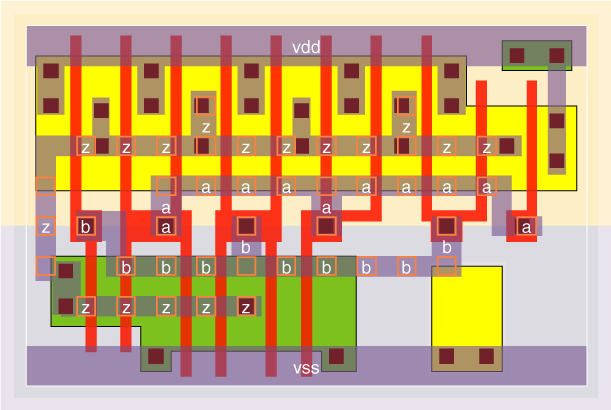 vdd
z z
z z z z z z z z z z
a a a a a a a
a a
z b a a
b b
b b b b b b b b
z z z z z
vss